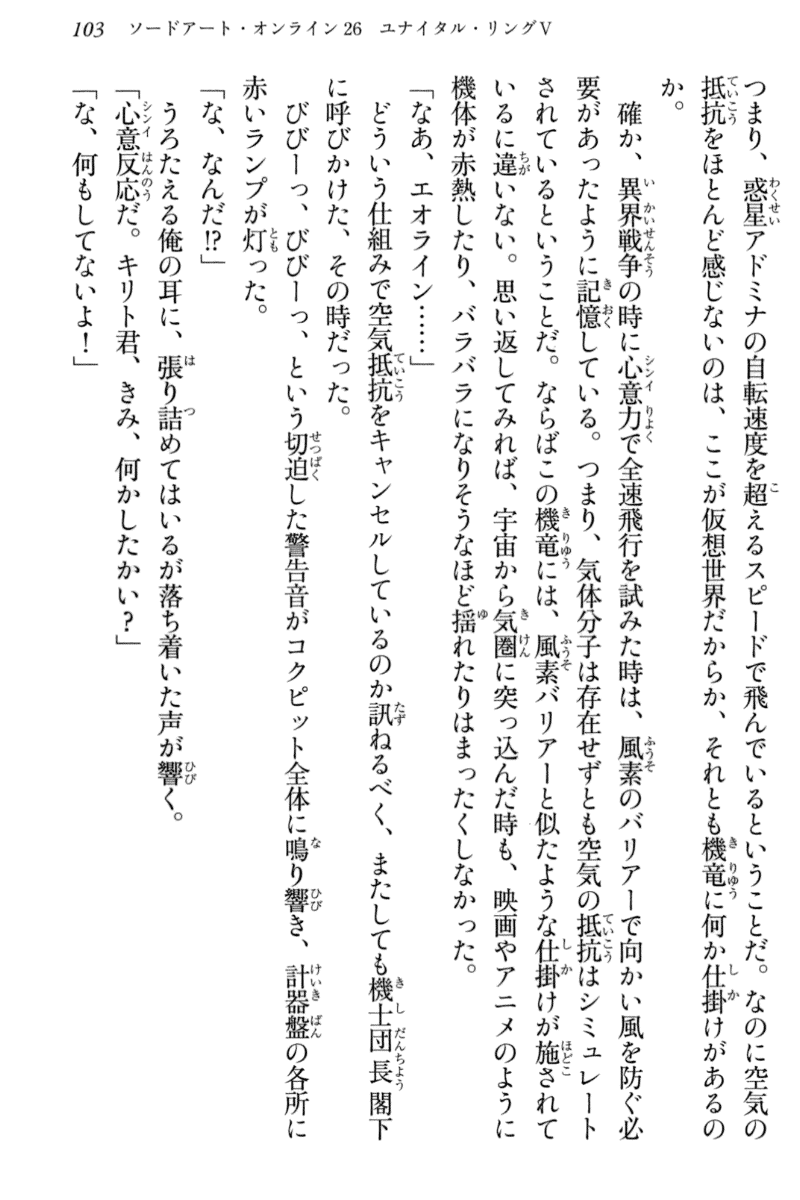 103 ソードアート・オンライン26 ユナイタル・リングⅤ
つまり、惑星アドミナの自転速度を超えるスピードで飛んでいるということだ。なのに空気の
抵抗をほとんど感じないのは、ここが仮想世界だからか、それとも機竜に何か仕掛けがあるの
か。
　確か、異界戦争の時に心意力で全速飛行を試みた時は、風素のバリアーで向かい風を防ぐ必
要があったように記憶している。つまり、気体分子は存在せずとも空気の抵抗はシミュレート
されているということだ。ならばこの機竜には、風素バリアーと似たような仕掛けが施されて
いるに違いない。思い返してみれば、宇宙から気圏に突っ込んだ時も、映画やアニメのように
機体が赤熱したり、バラバラになりそうなほど揺れたりはまったくしなかった。
「なあ、エオライン……」
　どういう仕組みで空気抵抗をキャンセルしているのか訊ねるべく、またしても機士団長閣下
に呼びかけた、その時だった。
　びびーっ、びびーっ、という切迫した警告音がコクピット全体に鳴り響き、計器盤の各所に
赤いランプが灯った。
「な、なんだ!?」
　うろたえる俺の耳に、張り詰めてはいるが落ち着いた声が響く。
「心意反応だ。キリト君、きみ、何かしたかい？」
「な、何もしてないよ！」